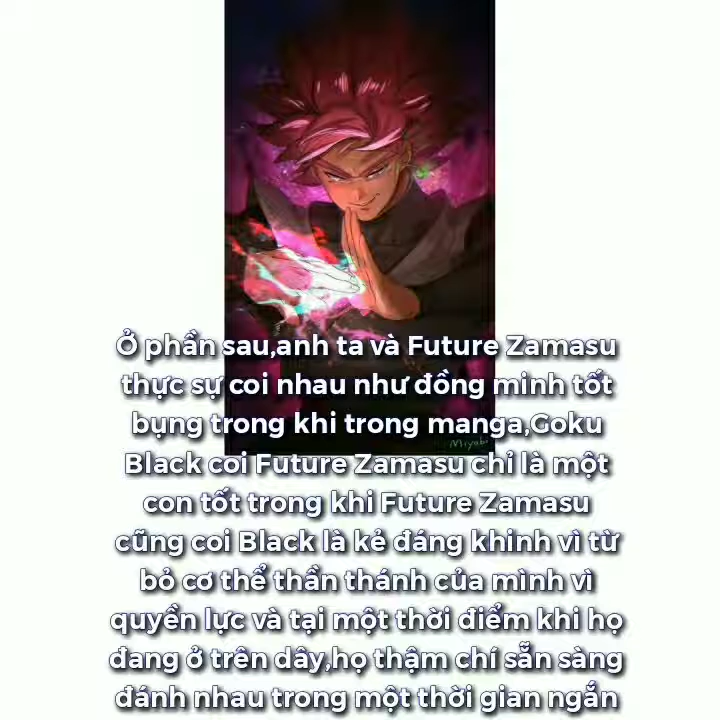 Ở phần sau,anh ta và Future Zamasu
thực sự coi nhau như đồng minh tốt
bụng trong khi trong manga,Goku
Miyabi
Black coi Future Zamasu chỉ là một
con tốt trong khi Future Zamasu
cũng coi Black là kẻ đáng khinh vì từ
bỏ cơ thể thần thánh của mình vì
quyền lực và tại một thời điểm khi họ
đang ở trên dây,họ thậm chí sẵn sàng
đánh nhau trong một thời gian ngắn